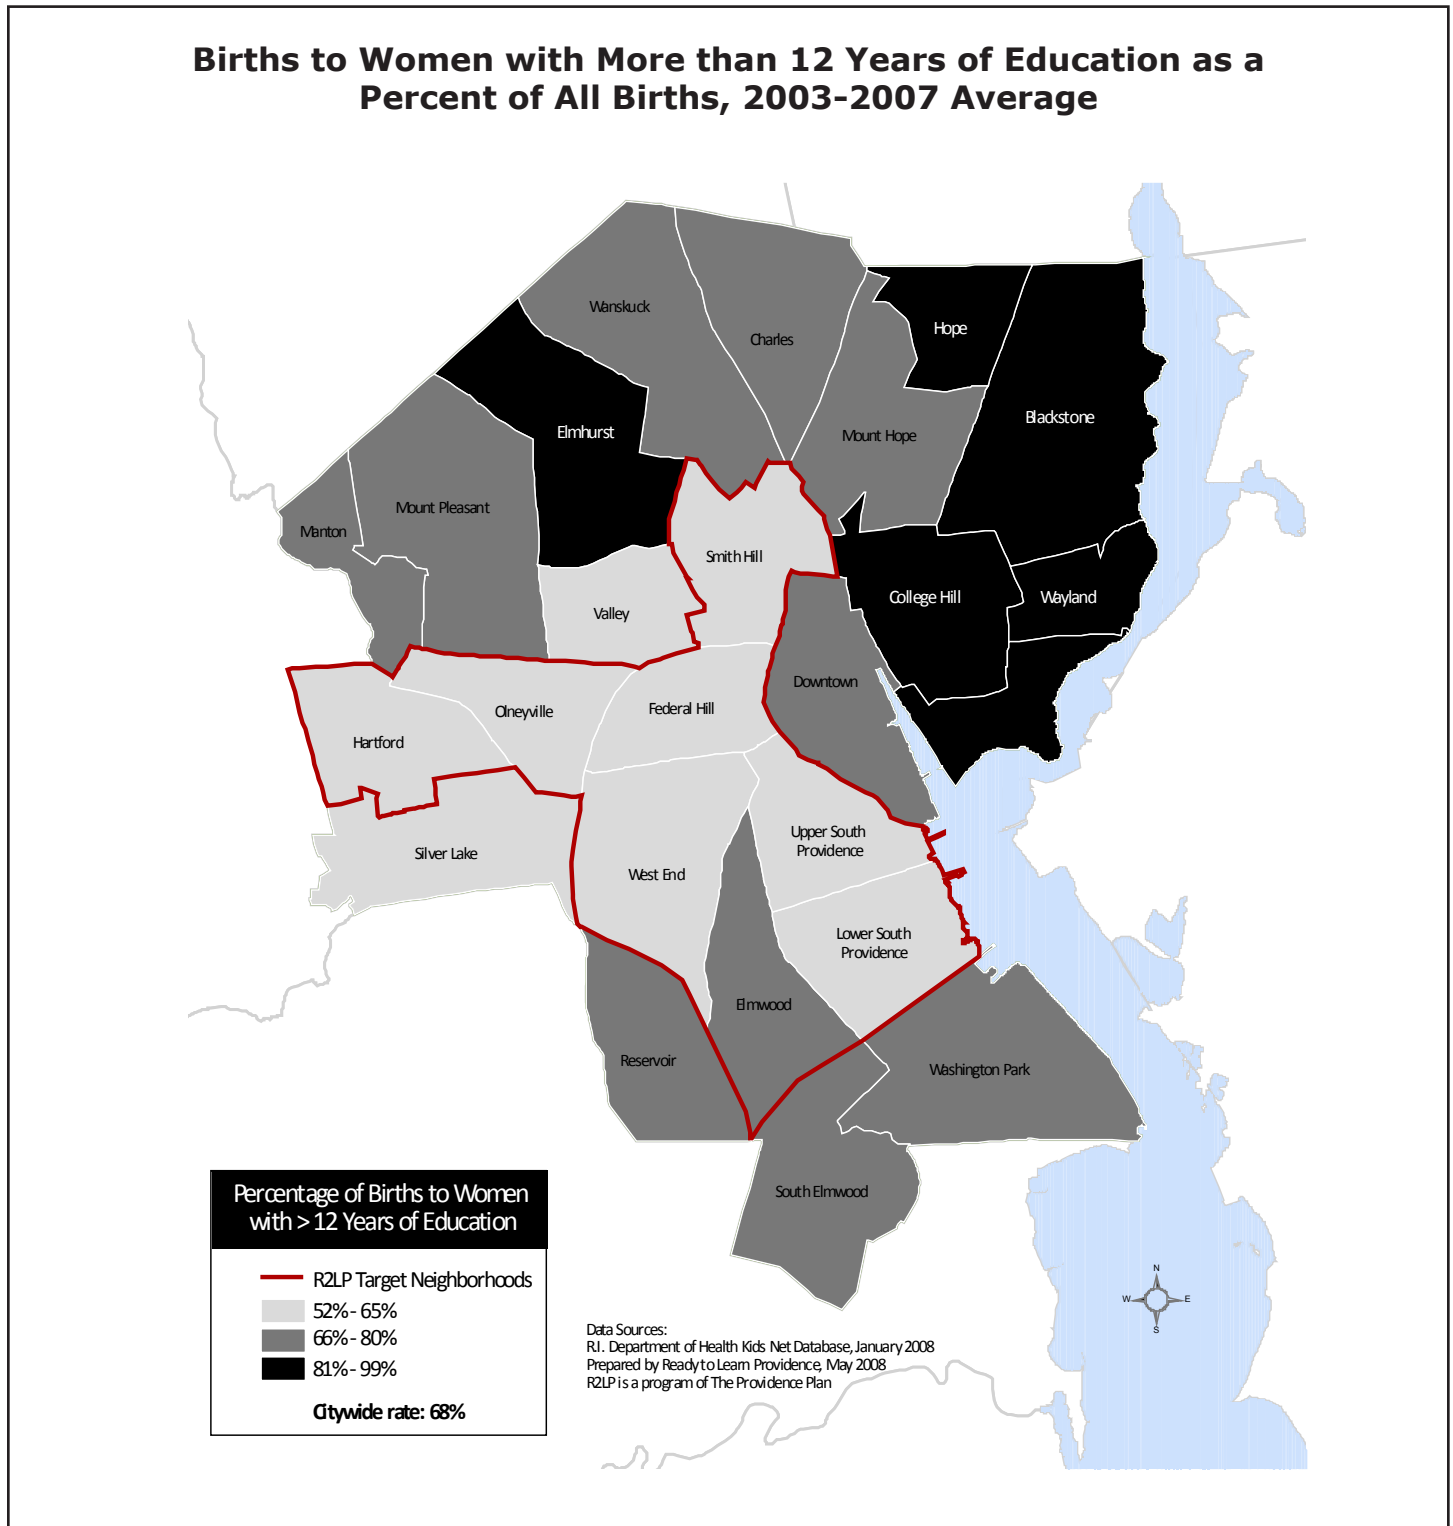 Births to Women with More than 12 Years of Education as a
Percent of All Births, 2003-2007 Average
Wanskuck
Charles
Hope
Blackstone
Elmhurst
Mount Hope
Mount Pleasant
Manton
Smith Hill
Valley
College Hill
Wayland
Downtown
Olneyville
Federal Hill
Hartford
Upper South
Providence
Silver Lake
West End
Lower South
Providence
Elmwood
Reservoir
Washington Park
South Elmwood
Percentage of Births to Women
with > 12 Years of Education
R2LP Target Neighborhoods
52% - 65%
66% - 80%
81% - 99%
Citywide rate: 68%
N
W
E
S
Data Sources:
R.I. Department of Health Kids Net Database, January 2008
Prepared by Ready to Learn Providence, May 2008
R2LP is a program of The Providence Plan